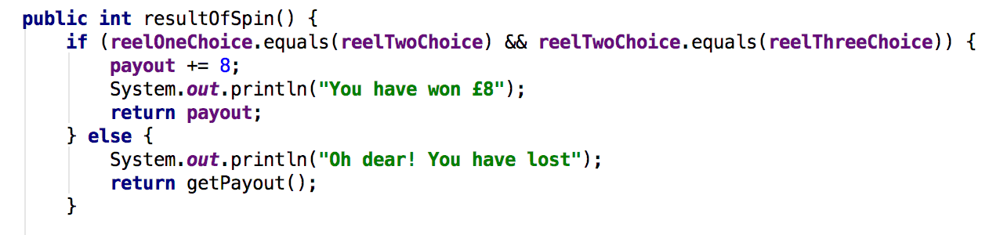 public int resultOfSpin() {
    if (reelOneChoice.equals(reelTwoChoice) && reelTwoChoice.equals(reelThreeChoice)) {
        payout += 8;
        System.out.println("You have won £8");
        return payout;
    } else {
        System.out.println("Oh dear! You have lost");
        return getPayout();
    }